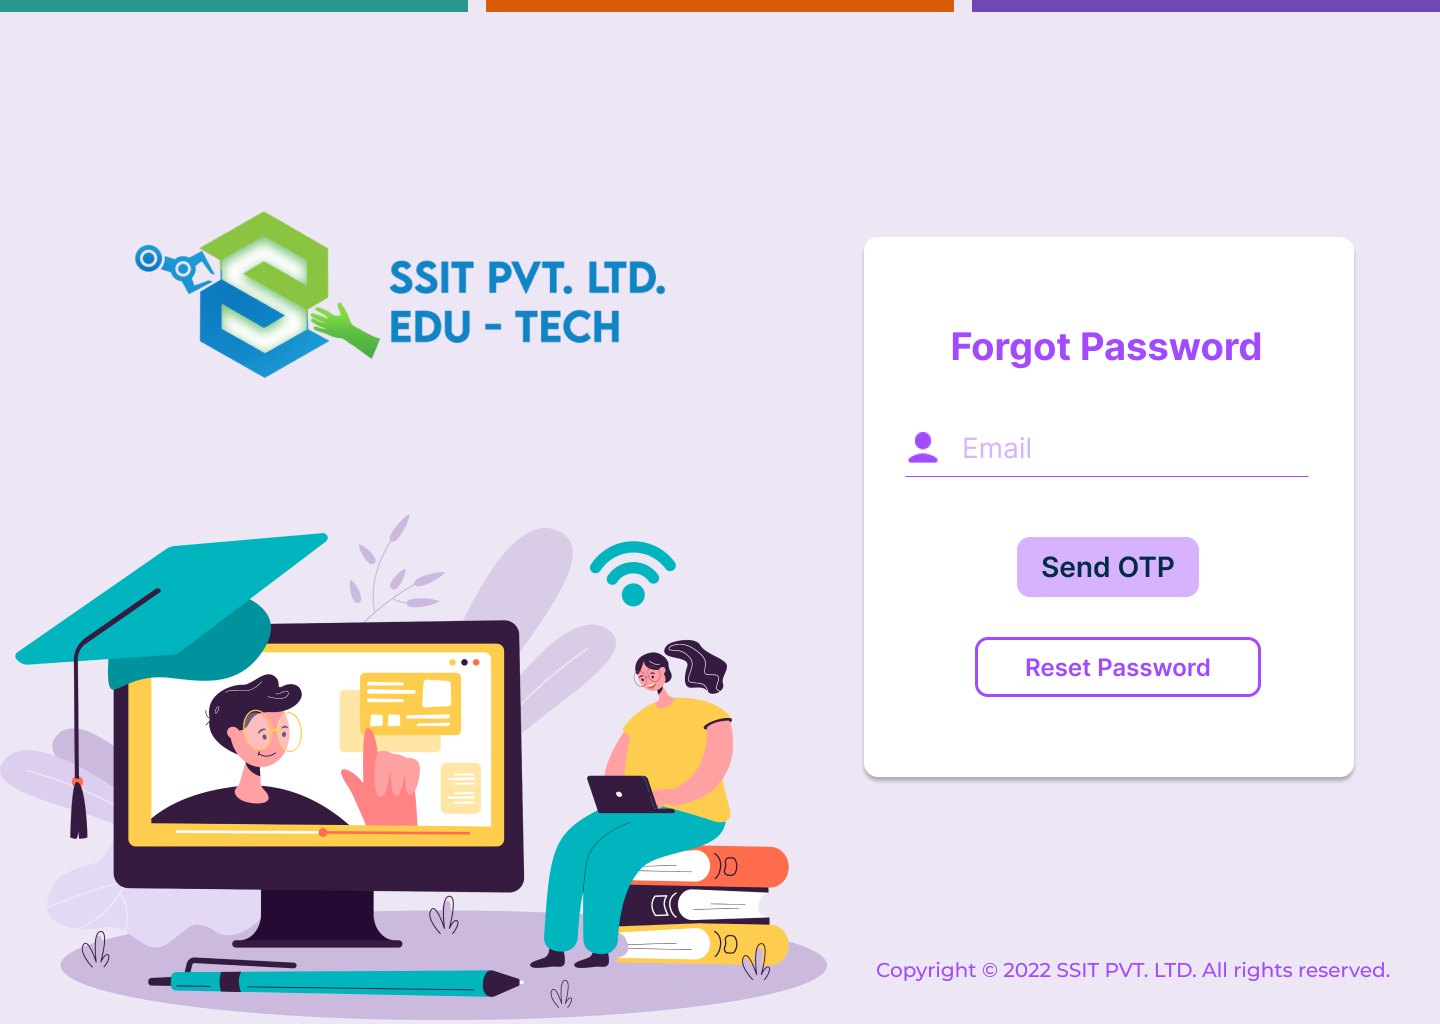 SSIT PVT. LTD.
EDU - TECH
Forgot Password
Email
Send OTP
Reset Password
Copyright © 2022 SSIT PVT. LTD. All rights reserved.